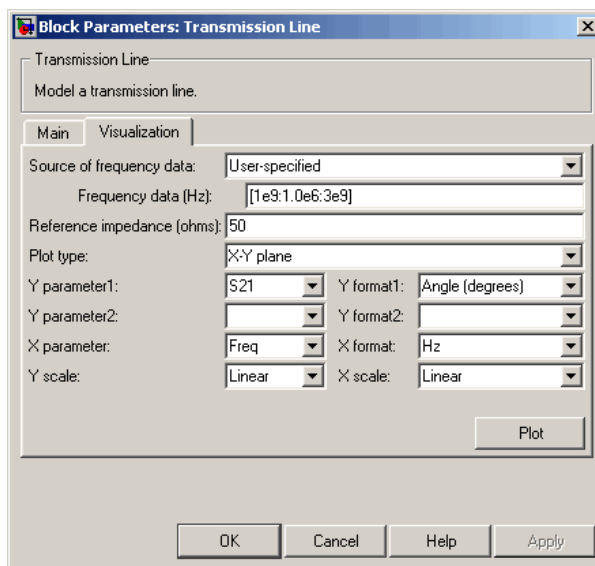 Block Parameters: Transmission Line
Transmission Line
Model a transmission line.
Main Visualization
Source of frequency data: User-specified
Frequency data (Hz): [1e9:1.0e6:3e9]
Reference impedance (ohms): 50
Plot type: X-Y plane
Y parameter1: S21 Y format1: Angle (degrees)
Y parameter2: Y format2:
X parameter: Freq X format: Hz
Y scale: Linear X scale: Linear
Plot
OK Cancel Help Apply